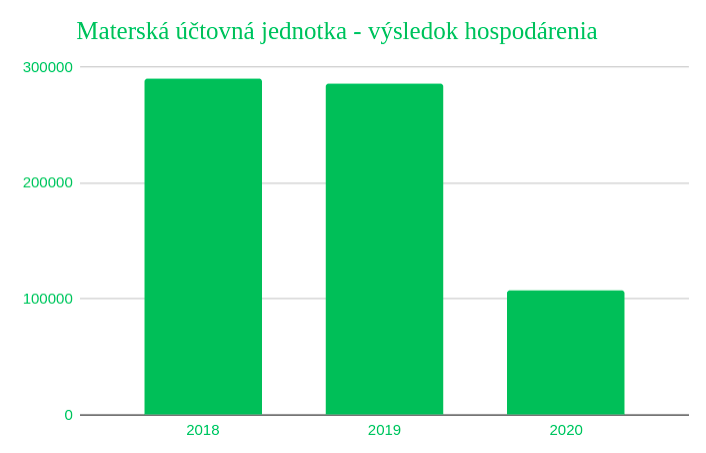 Materská účtovná jednotka - výsledok hospodárenia
300000
200000
100000
0
2018 2019 2020